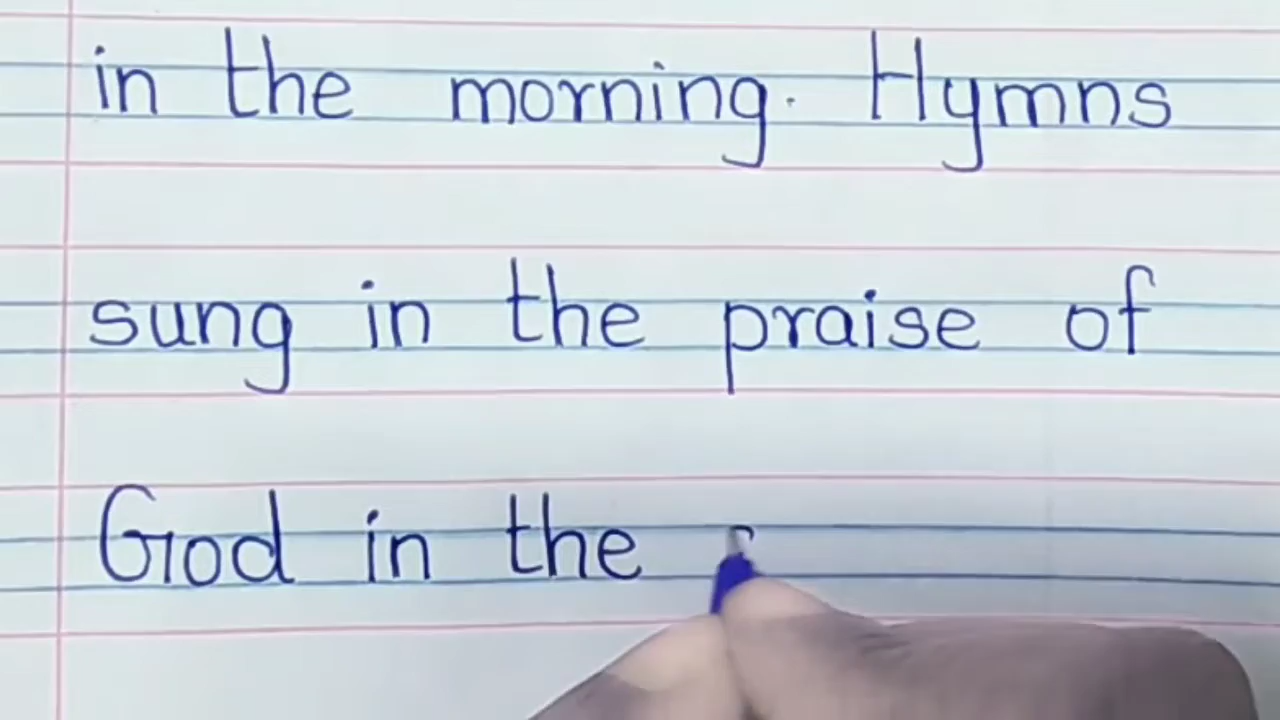 in the morning. Hymns
sung in the praise of
God in the